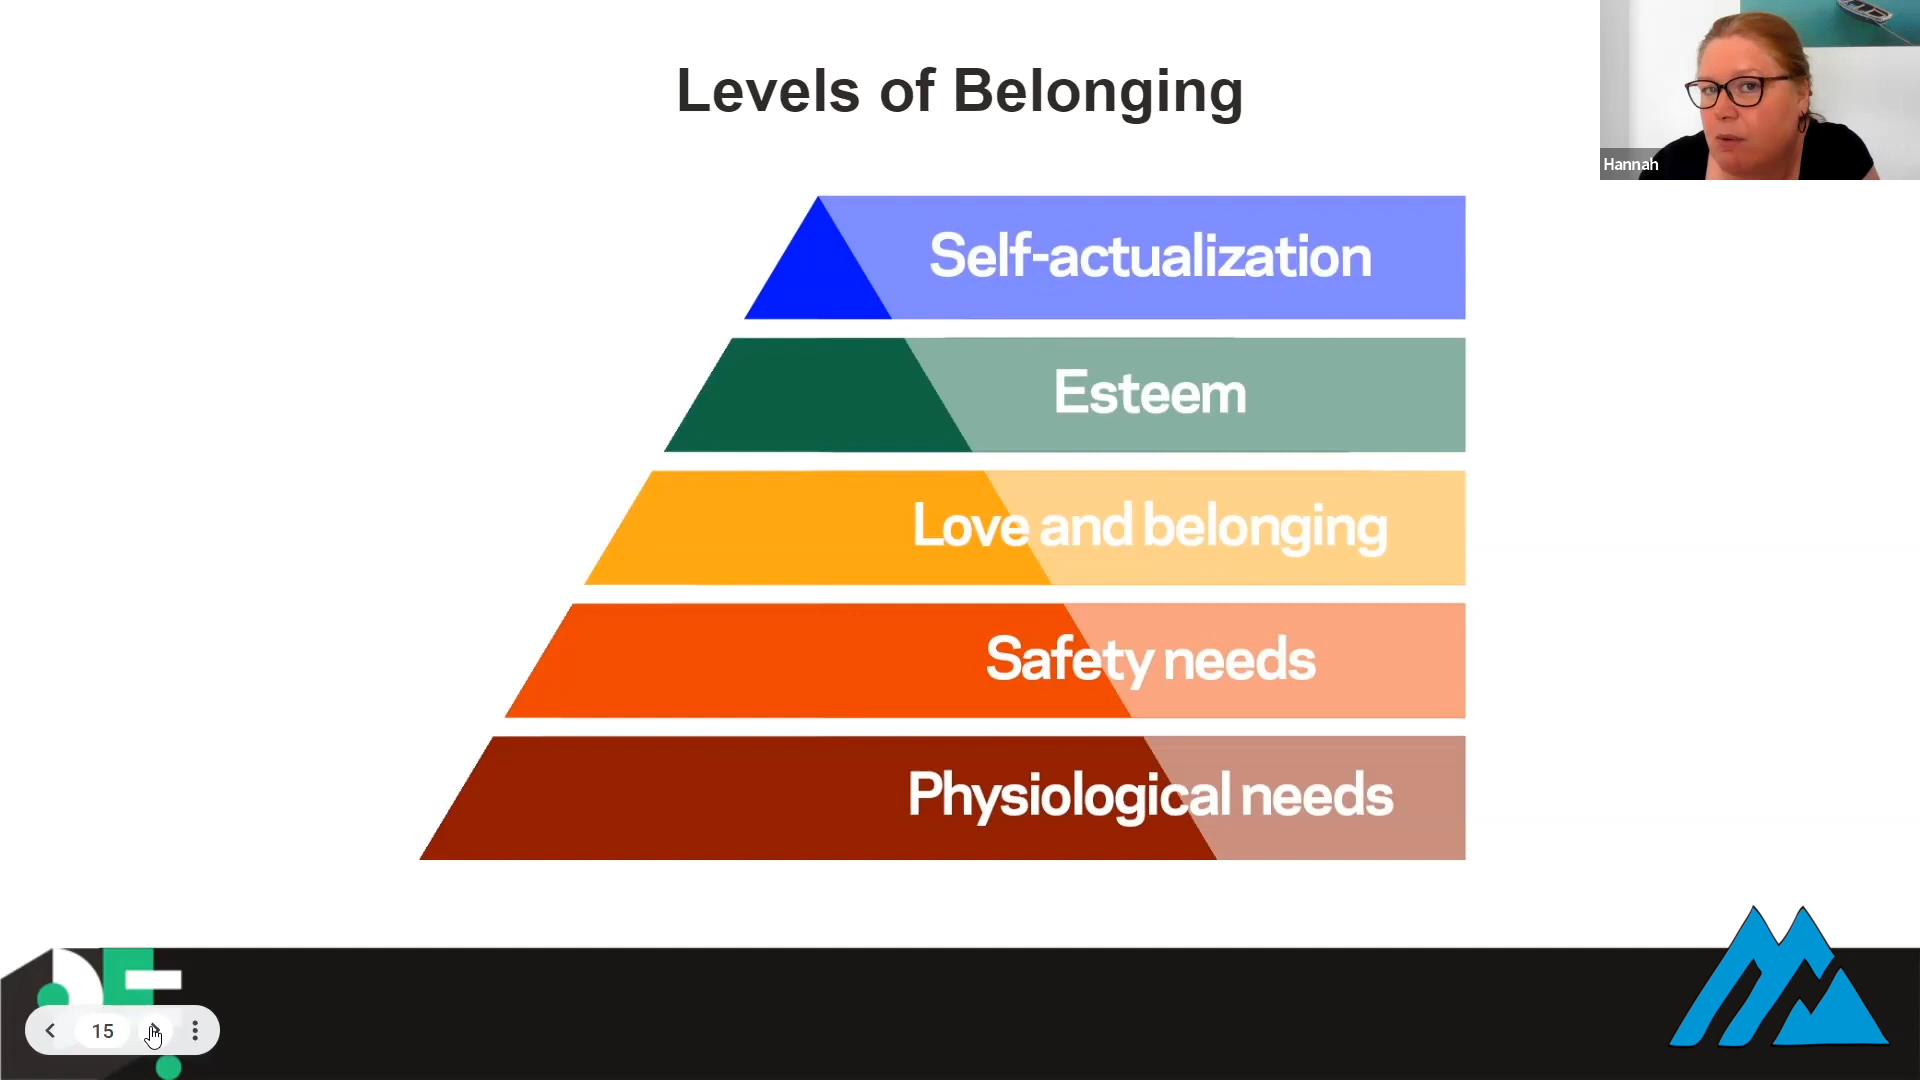 Levels of Belonging
Hannah
Self-actualization
Esteem
Love and belonging
Safety needs
Physiological needs
15